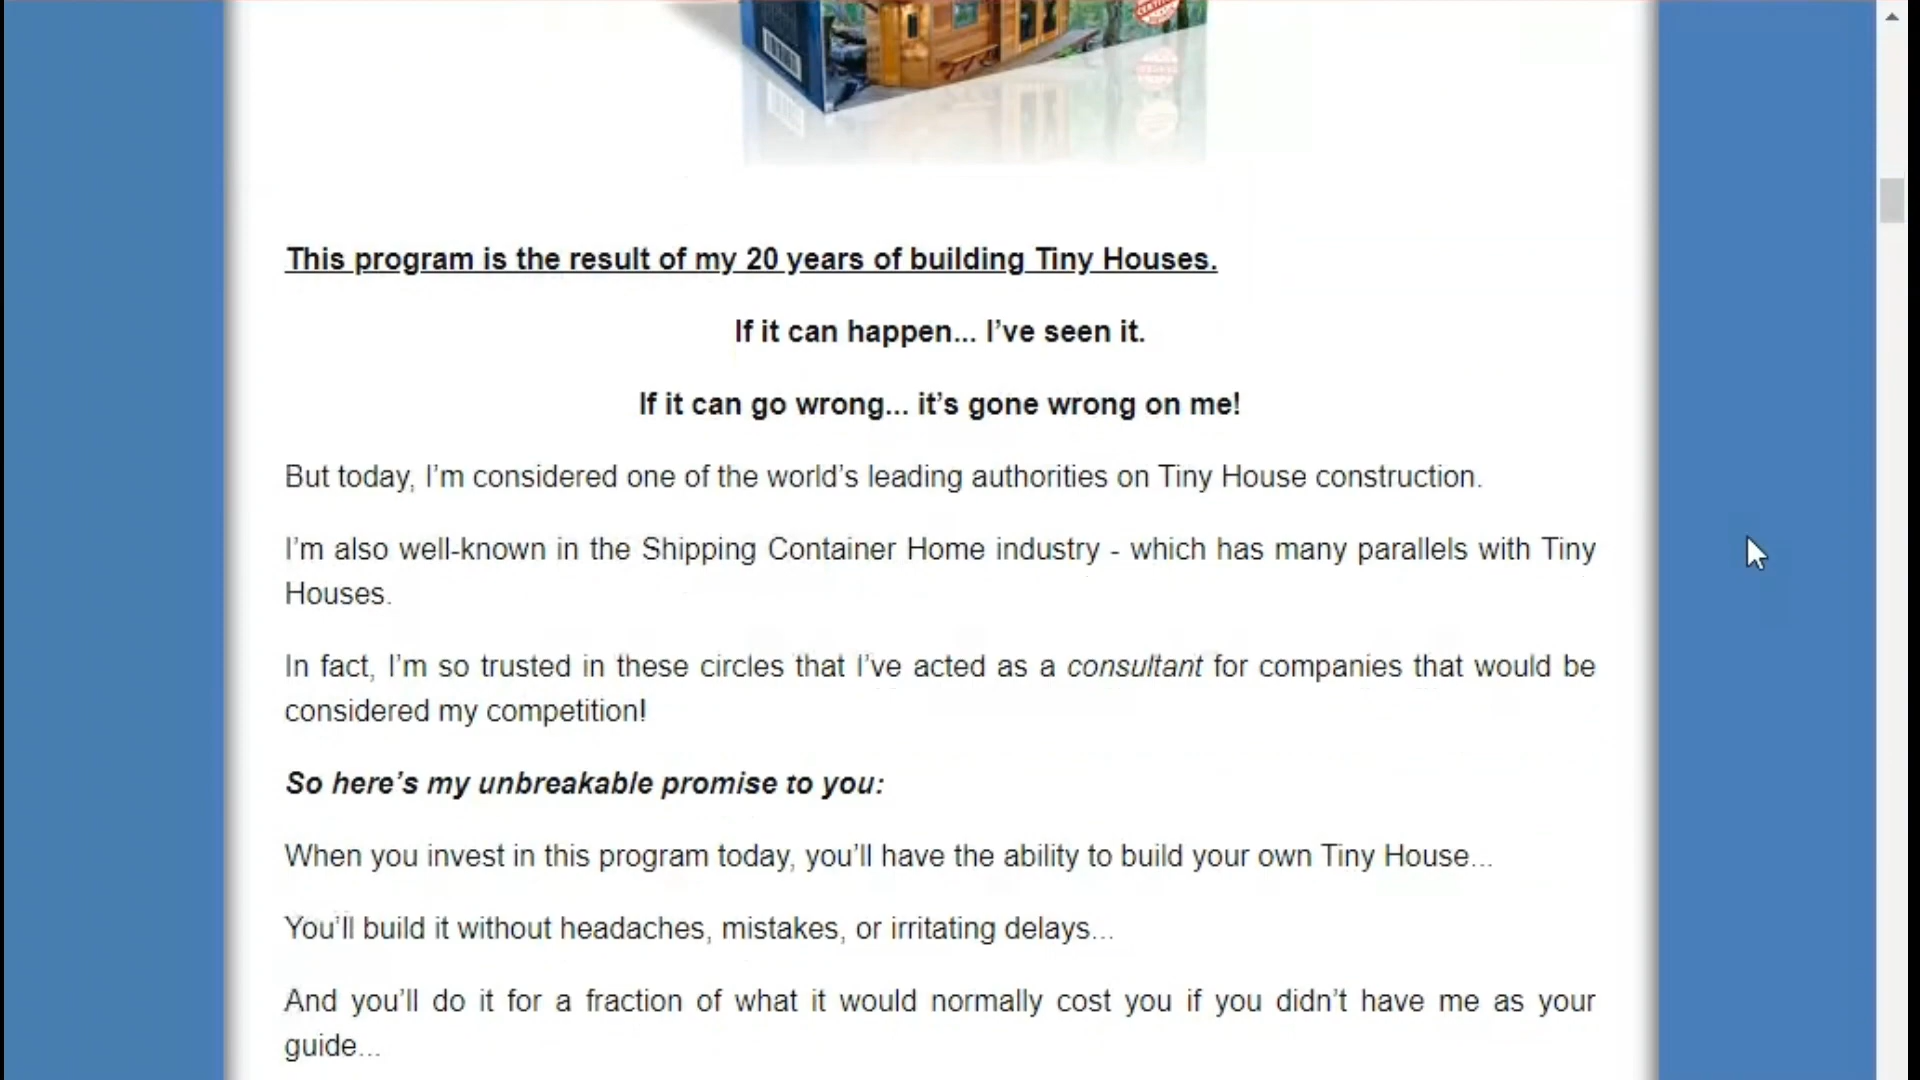 This program is the result of my 20 years of building Tiny Houses.
If it can happen... I’ve seen it.
If it can go wrong... it’s gone wrong on me!
But today, I’m considered one of the world’s leading authorities on Tiny House construction.
I’m also well-known in the Shipping Container Home industry - which has many parallels with Tiny
Houses.
In fact, I’m so trusted in these circles that I’ve acted as a consultant for companies that would be
considered my competition!
So here’s my unbreakable promise to you:
When you invest in this program today, you’ll have the ability to build your own Tiny House...
You’ll build it without headaches, mistakes, or irritating delays...
And you’ll do it for a fraction of what it would normally cost you if you didn’t have me as your
guide...